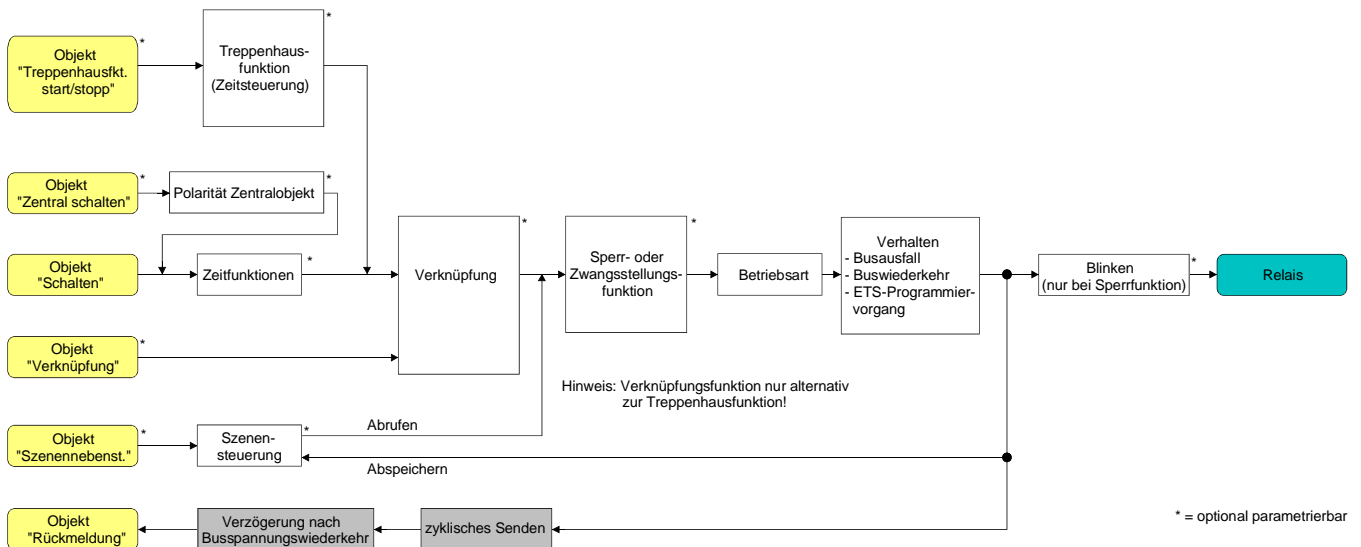 Objekt
"Treppenhausfkt.
start/stopp"
*
Treppenhaus-
funktion
(Zeitsteuerung)
*
Objekt
"Zentral schalten"
*
Polarität Zentralobjekt
*
Objekt
"Schalten"
*
Zeitfunktionen
*
Verknüpfung
*
Sperr- oder
Zwangsstellungs-
funktion
*
Betriebsart
Verhalten
- Busausfall
- Buswiederkehr
- ETS-Programmier-
vorgang
Blinken
(nur bei Sperrfunktion)
*
Relais
Objekt
"Verknüpfung"
*
Hinweis: Verknüpfungsfunktion nur alternativ
zur Treppenhausfunktion!
Objekt
"Szenennebenst."
*
Szenen-
steuerung
*
Abrufen
Abspeichern
Objekt
"Rückmeldung"
Verzögerung nach
Busspannungswiederkehr
zyklisches Senden
* = optional parametrierbar